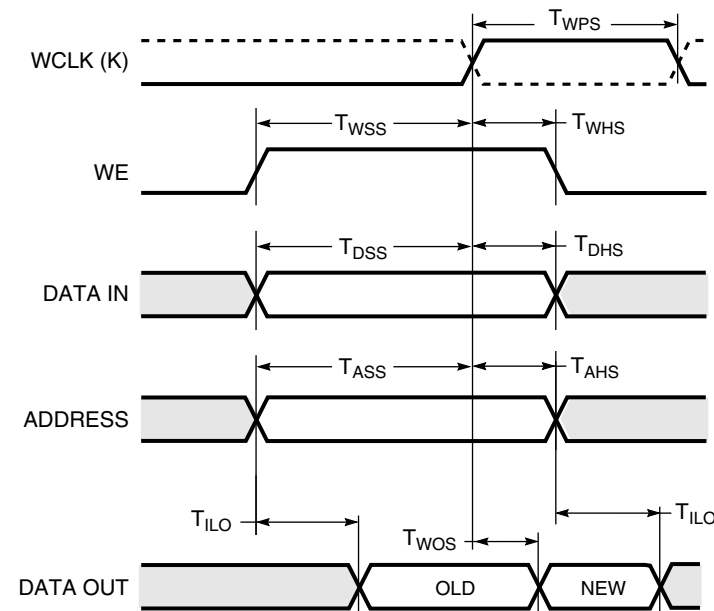 T_WPS
WCLK (K)
T_WSS T_WHS
WE
T_DSS T_DHS
DATA IN
T_ASS T_AHS
ADDRESS
T_ILO T_WOS T_ILO
DATA OUT OLD NEW